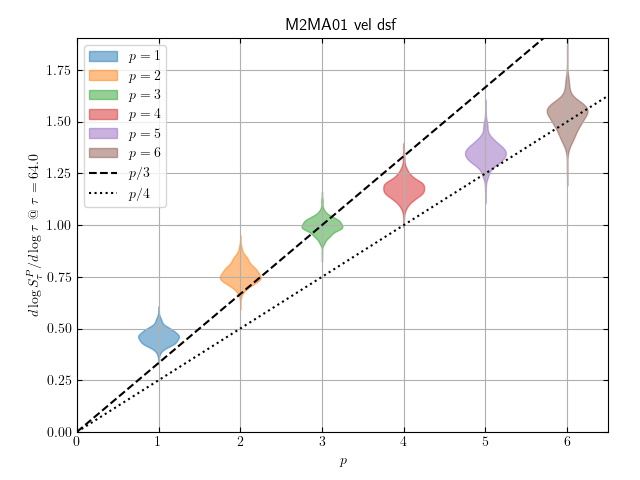 M2MA01 vel dsf
p = 1
p = 2
p = 3
p = 4
p = 5
p = 6
p/3
p/4
1.75
1.50
1.25
1.00
0.75
0.50
0.25
0.00
d log S_τ^P / d log τ @ τ = 64.0
0 1 2 3 4 5 6
p